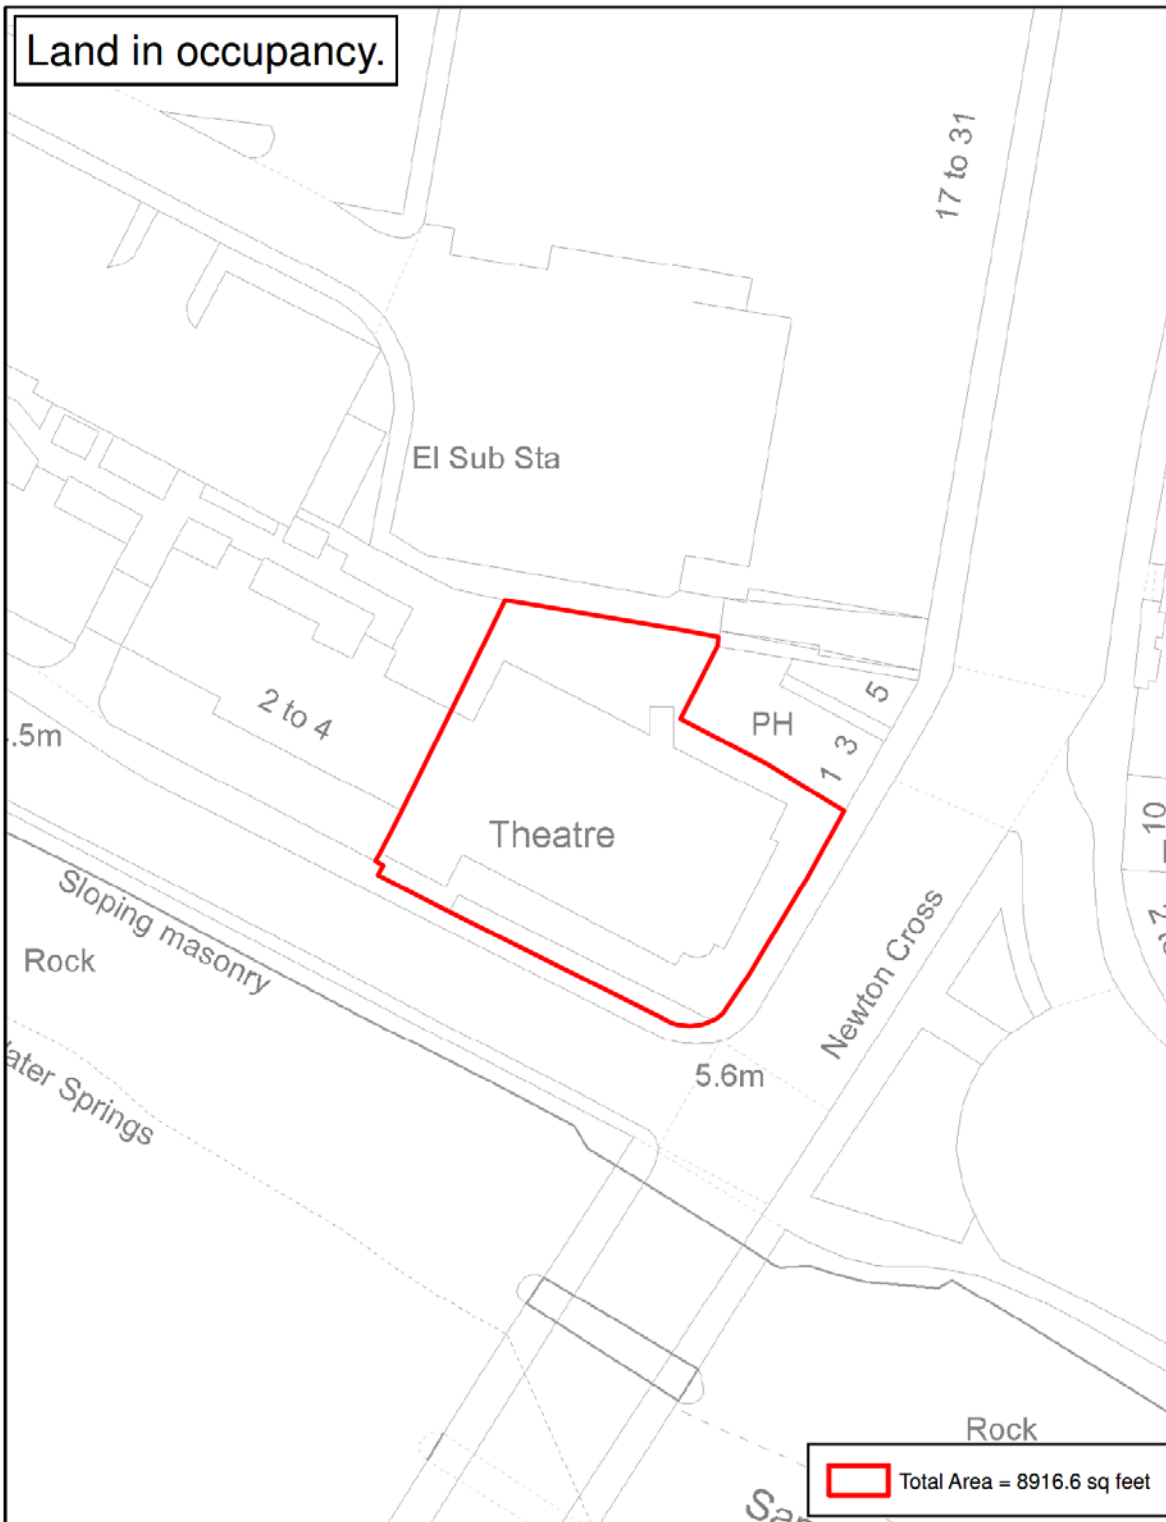 Land in occupancy.
17 to 31
El Sub Sta
5
2 to 4
PH
3
1
.5m
10
Theatre
Sloping masonry
Newton Cross
7
Rock
5.6m
Springs
Rock
Total Area = 8916.6 sq feet